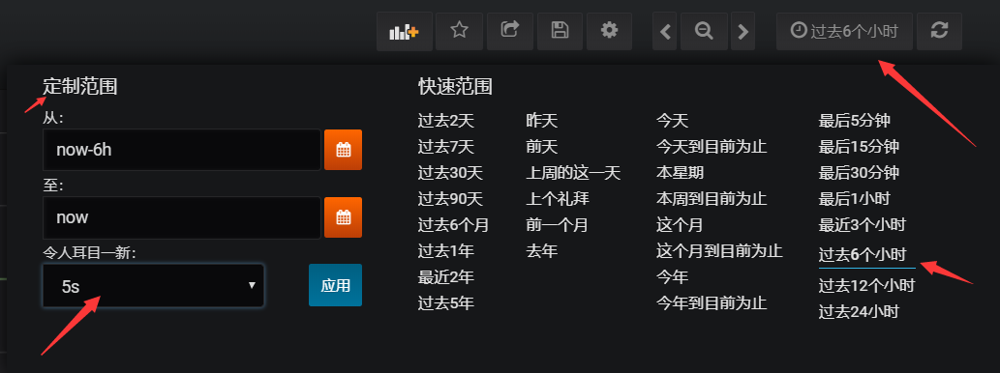 过去6个小时
定制范围
从:
now-6h
至:
now
令人耳目一新:
5s
应用
快速范围
过去2天
过去7天
过去30天
过去90天
过去6个月
过去1年
最近2年
过去5年
昨天
前天
上周的这一天
上个礼拜
前一个月
去年
今天
今天到目前为止
本星期
本周到目前为止
这个月
这个月到目前为止
今年
今年到目前为止
最后5分钟
最后15分钟
最后30分钟
最后1小时
最近3个小时
过去6个小时
过去12个小时
过去24小时